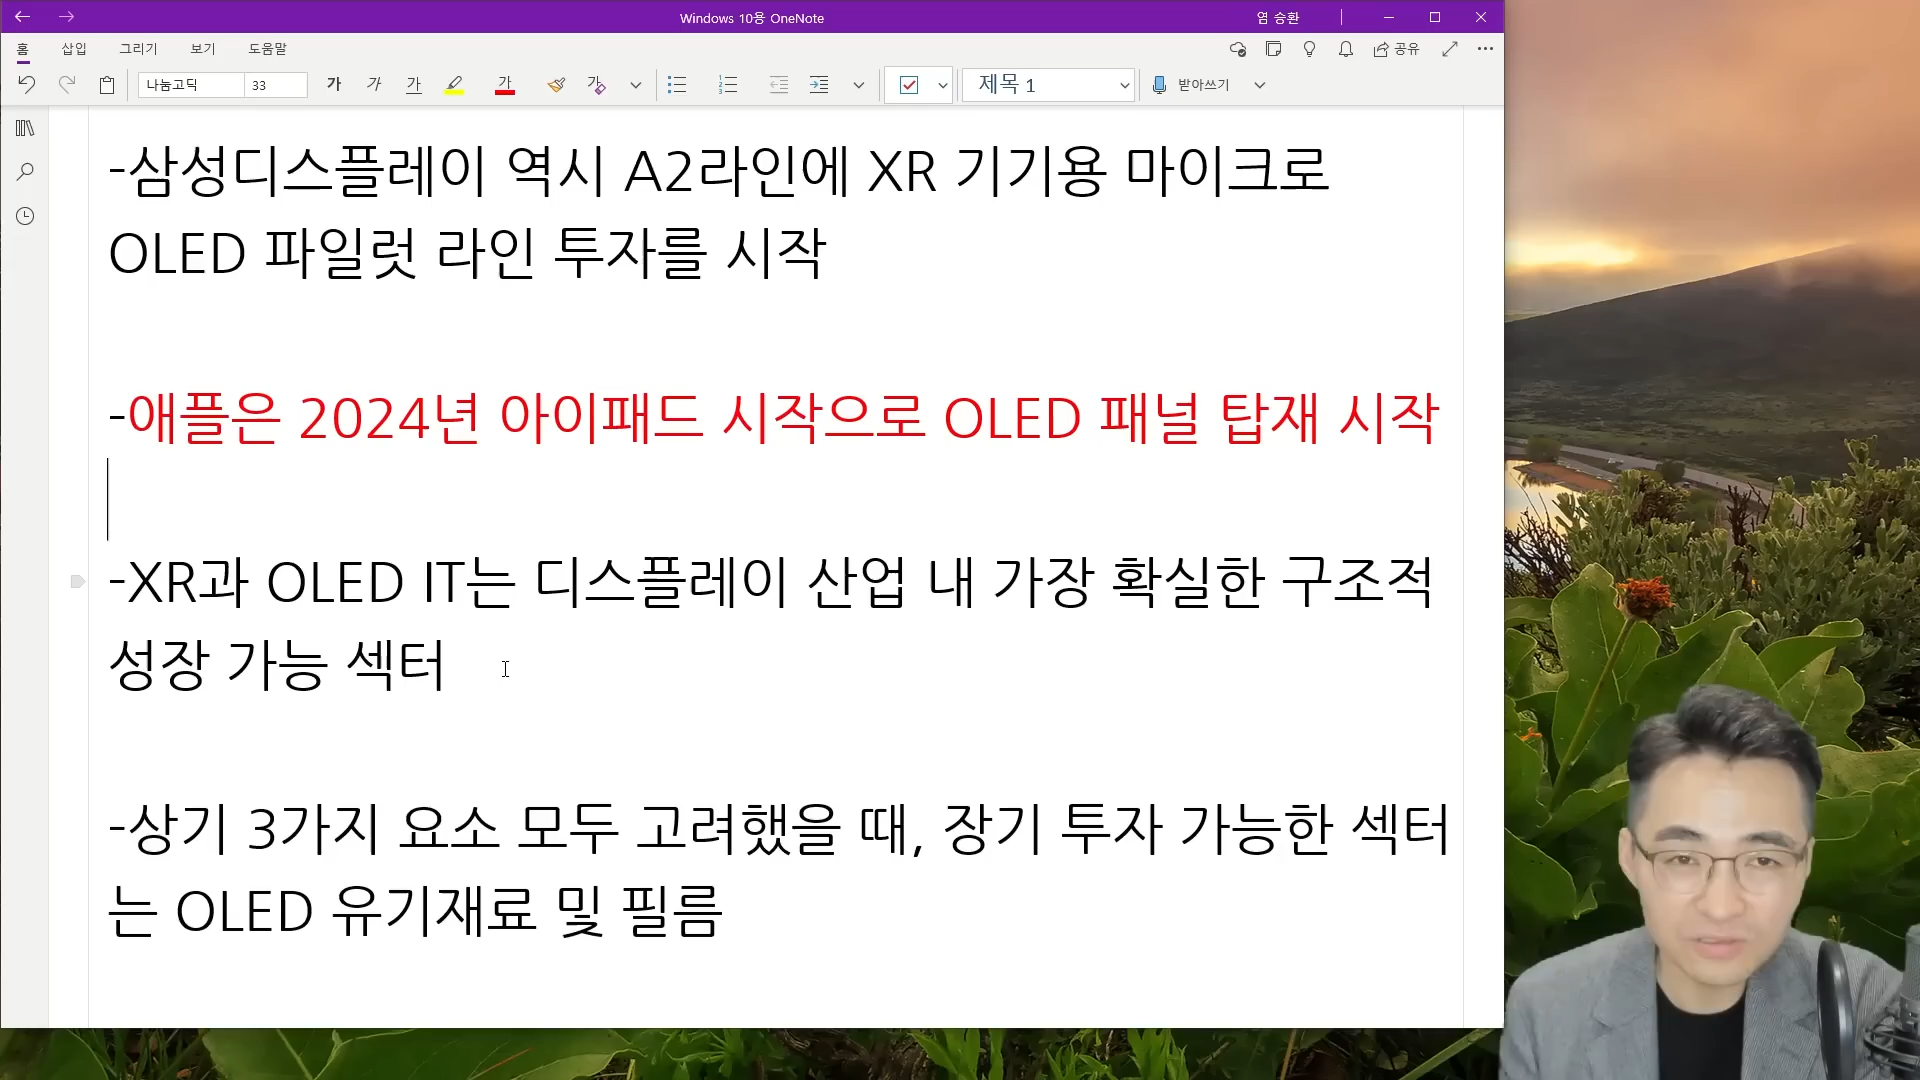 Windows 10용 OneNote
염 승환
홈 삽입 그리기 보기 도움말
공유
나눔고딕 33 가 가 가 가 가 제목 1 받아쓰기
-삼성디스플레이 역시 A2라인에 XR 기기용 마이크로
OLED 파일럿 라인 투자를 시작
-애플은 2024년 아이패드 시작으로 OLED 패널 탑재 시작
-XR과 OLED IT는 디스플레이 산업 내 가장 확실한 구조적
성장 가능 섹터
-상기 3가지 요소 모두 고려했을 때, 장기 투자 가능한 섹터
는 OLED 유기재료 및 필름